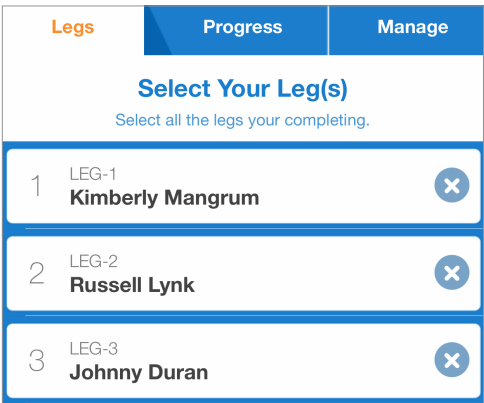 Legs Progress Manage
Select Your Leg(s)
Select all the legs your completing.
1 LEG-1
Kimberly Mangrum
2 LEG-2
Russell Lynk
3 LEG-3
Johnny Duran